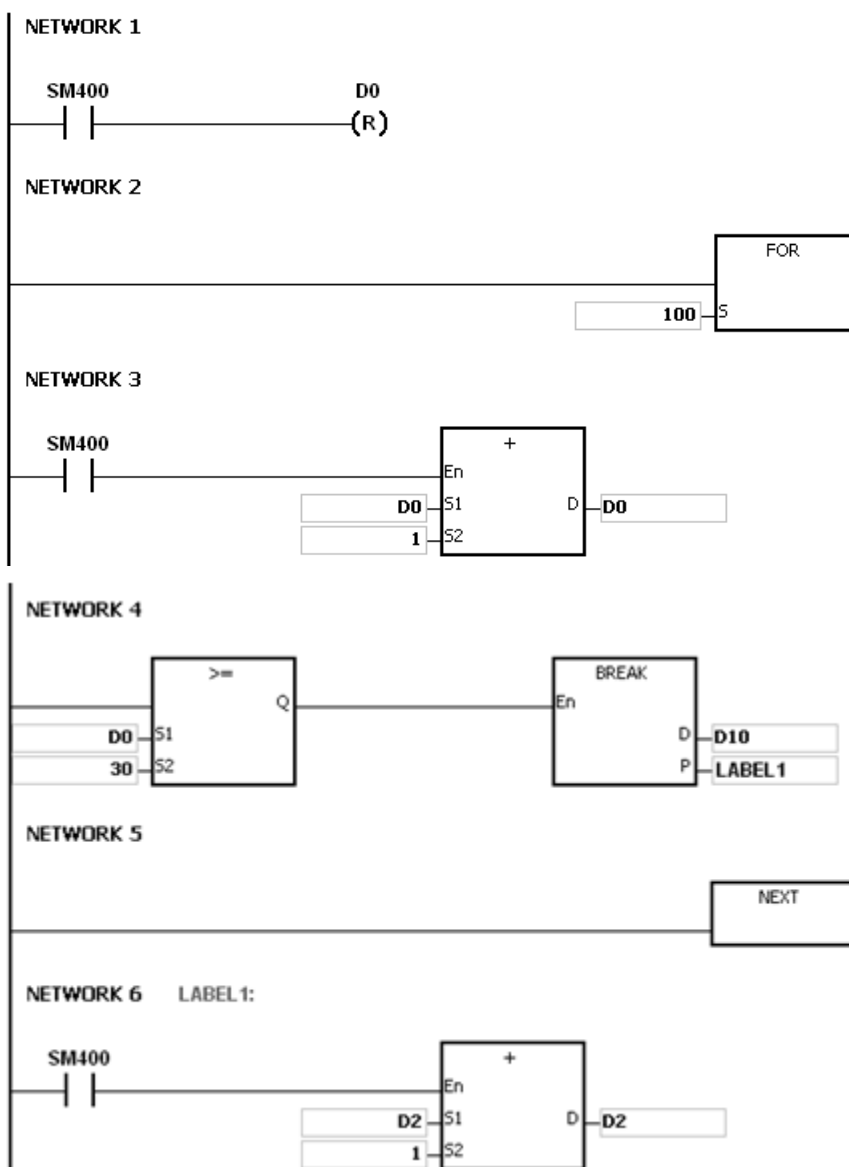 NETWORK 1
SM400 D0
(R)
NETWORK 2
FOR
100 S
NETWORK 3
SM400
+
En
D0 S1 D D0
1 S2
NETWORK 4
>= BREAK
Q En
D0 S1 D D10
30 S2 P LABEL1
NETWORK 5
NEXT
NETWORK 6 LABEL1:
SM400
+
En
D2 S1 D D2
1 S2